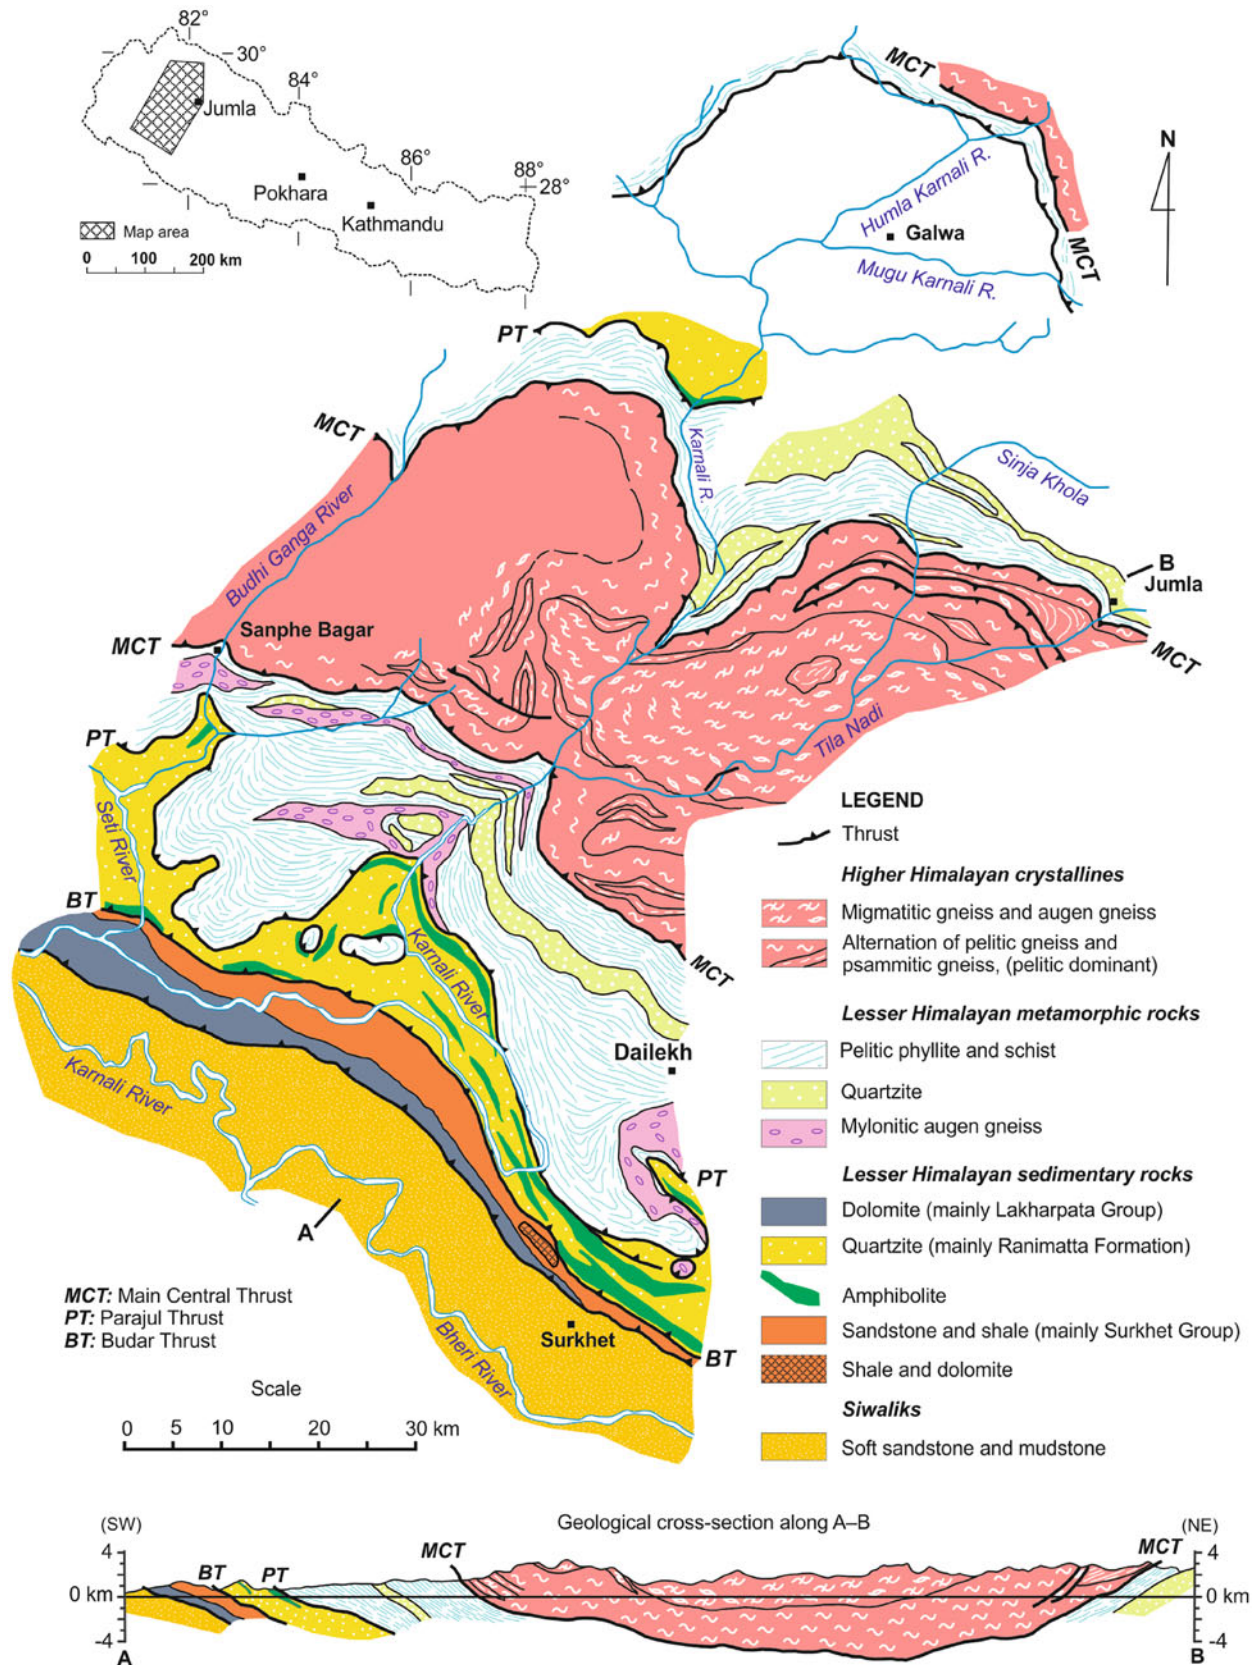 82°
30°
84°
Jumla
86°
88°
28°
Pokhara
Kathmandu
Map area
0 100 200 km
MCT
N
Humla Karnali R.
Galwa
MCT
Mugu Karnali R.
PT
MCT
Karnali R.
Sinja Khola
Budhi Ganga River
B
Jumla
Sanphe Bagar
MCT
MCT
PT
Tila Nadi
Seti River
BT
Karnali River
MCT
Dailekh
Karnali River
PT
A
Surkhet
BT
Bheri River
LEGEND
Thrust
Higher Himalayan crystallines
Migmatitic gneiss and augen gneiss
Alternation of pelitic gneiss and
psammitic gneiss, (pelitic dominant)
Lesser Himalayan metamorphic rocks
Pelitic phyllite and schist
Quartzite
Mylonitic augen gneiss
Lesser Himalayan sedimentary rocks
Dolomite (mainly Lakharpata Group)
Quartzite (mainly Ranimatta Formation)
Amphibolite
Sandstone and shale (mainly Surkhet Group)
Shale and dolomite
Siwaliks
Soft sandstone and mudstone
MCT: Main Central Thrust
PT: Parajul Thrust
BT: Budar Thrust
Scale
0 5 10 20 30 km
(SW)
Geological cross-section along A–B
(NE)
4
BT
PT
MCT
MCT
4
0 km
0 km
-4
-4
A
B